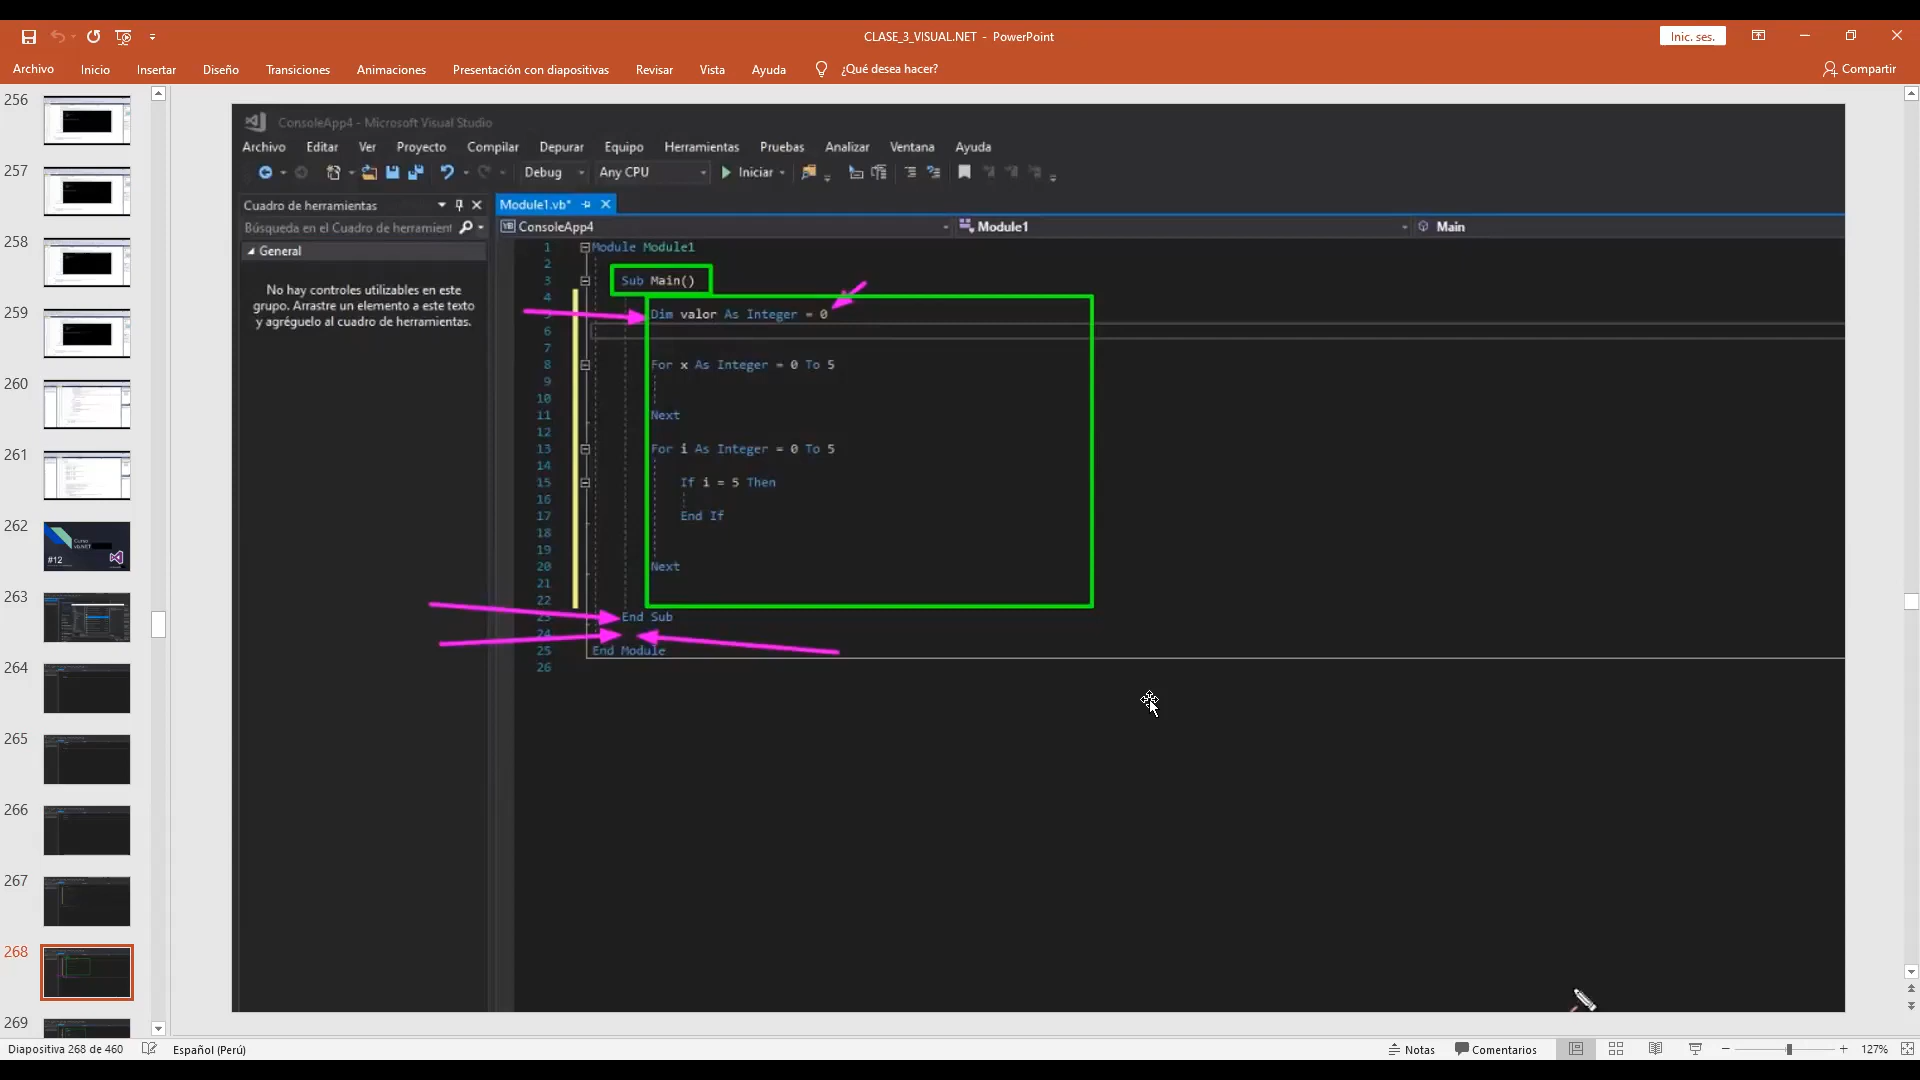 CLASE_3_VISUAL.NET - PowerPoint
Inic. ses.
Archivo Inicio Insertar Diseño Transiciones Animaciones Presentación con diapositivas Revisar Vista Ayuda ¿Qué desea hacer? Compartir
256
257
258
259
260
261
262
#12
263
264
265
266
267
268
269
ConsoleApp4 - Microsoft Visual Studio
Archivo Editar Ver Proyecto Compilar Depurar Equipo Herramientas Pruebas Analizar Ventana Ayuda
Debug Any CPU Iniciar
Cuadro de herramientas
Búsqueda en el Cuadro de herramient
General
No hay controles utilizables en este
grupo. Arrastre un elemento a este texto
y agréguelo al cuadro de herramientas.
Module1.vb*
ConsoleApp4 Module1 Main
1 Module Module1
2
3 Sub Main()
4
5 Dim valor As Integer = 0
6
7
8 For x As Integer = 0 To 5
9
10
11 Next
12
13 For i As Integer = 0 To 5
14
15 If i = 5 Then
16
17 End If
18
19
20 Next
21
22
23 End Sub
24
25 End Module
26
Diapositiva 268 de 460 Español (Perú) Notas Comentarios 127%